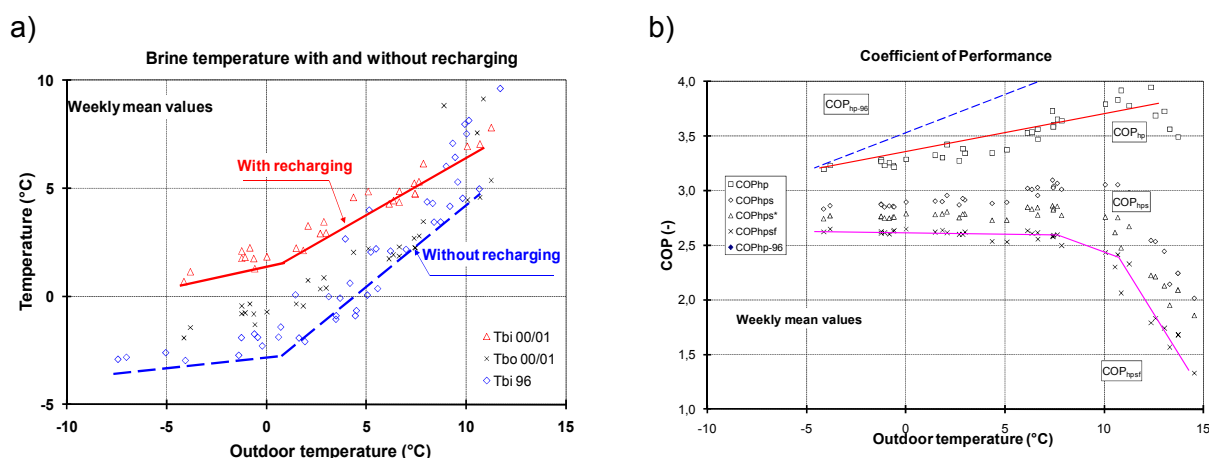 a)
Brine temperature with and without recharging
10
5
0
-5
Temperature (°C)
Weekly mean values
With recharging
Without recharging
Tbi 00/01
Tbo 00/01
Tbi 96
-10
-5
0
5
10
15
Outdoor temperature (°C)
b)
Coefficient of Performance
4,0
3,5
3,0
2,5
2,0
1,5
1,0
COP (-)
COPhp-96
COPhp
COPhps
COPhpsf
COPhp
COPhps
COPhps*
COPhpsf
COPhp-96
Weekly mean values
-10
-5
0
5
10
15
Outdoor temperature (°C)